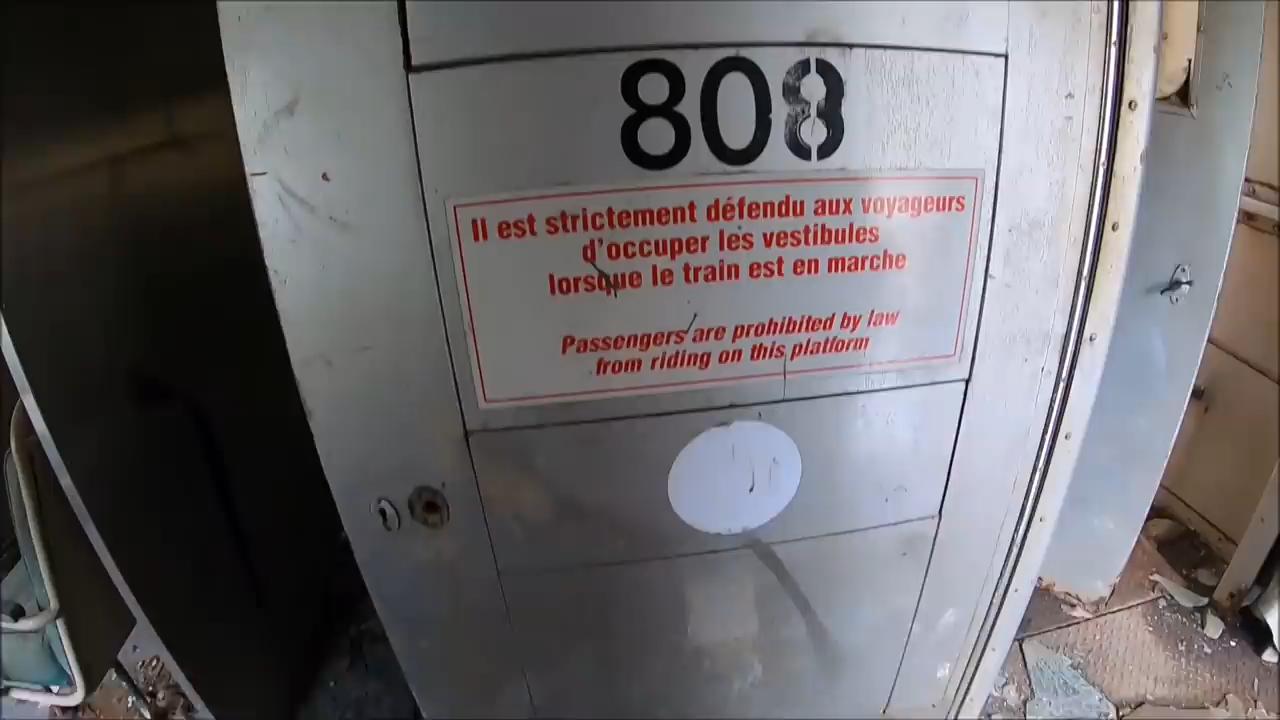 808
Il est strictement défendu aux voyageurs
d'occuper les vestibules
lorsque le train est en marche
Passengers are prohibited by law
from riding on this platform